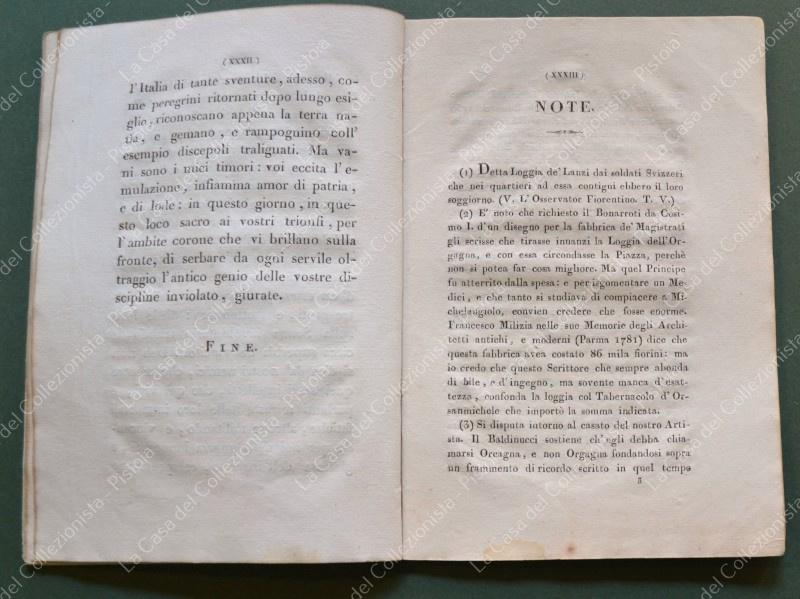 ( XXXII )
l'Italia di tante sventure, adesso, co-
me peregrini ritornati dopo lungo esi-
glio, riconoscano appena la terra na-
tia, e gemano, e rampognino coll'
esempio discepoli traliguati. Ma va-
ni sono i miei timori: voi eccita l'e-
mulazione, infiamina amor di patria,
e di lode: in questo giorno, in que-
sto loco sacro ai vostri trionfi, per
l'ambite corone che vi brillano sulla
fronte, di serbare da ogni servile ol-
traggio l'antico genio delle vostre di-
scipline inviolato, giurate.
FINE.
( XXXIII )
NOTE.
(1) Detta Loggia de' Lanzi dai soldati Svizzeri
che nei quartieri ad essa contigni ebbero il loro
soggiorno. (V. L' Osservator Fiorentino. T. V.)
(2) E' noto che richiesto il Bonarroti da Cosi-
mo I. d'un disegno per la fabbrica de' Magistrati
gli scrisse che tirasse innanzi la Loggia dell'Or-
gagna, e con essa circondasse la Piazza, perchè
non si potea far cosa migliore. Ma quel Principe
fu atterrito dalla spesa: e per isgomentare un Me-
dici, e che tanto si studiava di compiacere a Mi-
chelangiolo, convien credere che fosse enorme.
Francesco Milizia nelle sue Memorie degli Archi-
tetti antichi, e moderni (Parma 1781) dice che
questa fabbrica avea costato 86 mila fiorini: ma
io credo che questo Scrittore che sempre abonda
di bile, e d'ingegno, ma sovente manca d'esat-
tezza, confonda la loggia col Tabernacolo d'Or-
sanmichele che importò la somma indicata.
(3) Si disputa intorno al casato del nostro Arti-
sta. Il Baldinucci sostiene ch'egli debba chia-
marsi Orcagna, e non Orgagna fondandosi sopra
un frammento di ricordo scritto in quel tempo
3
La Casa del Collezionista - Pistoia